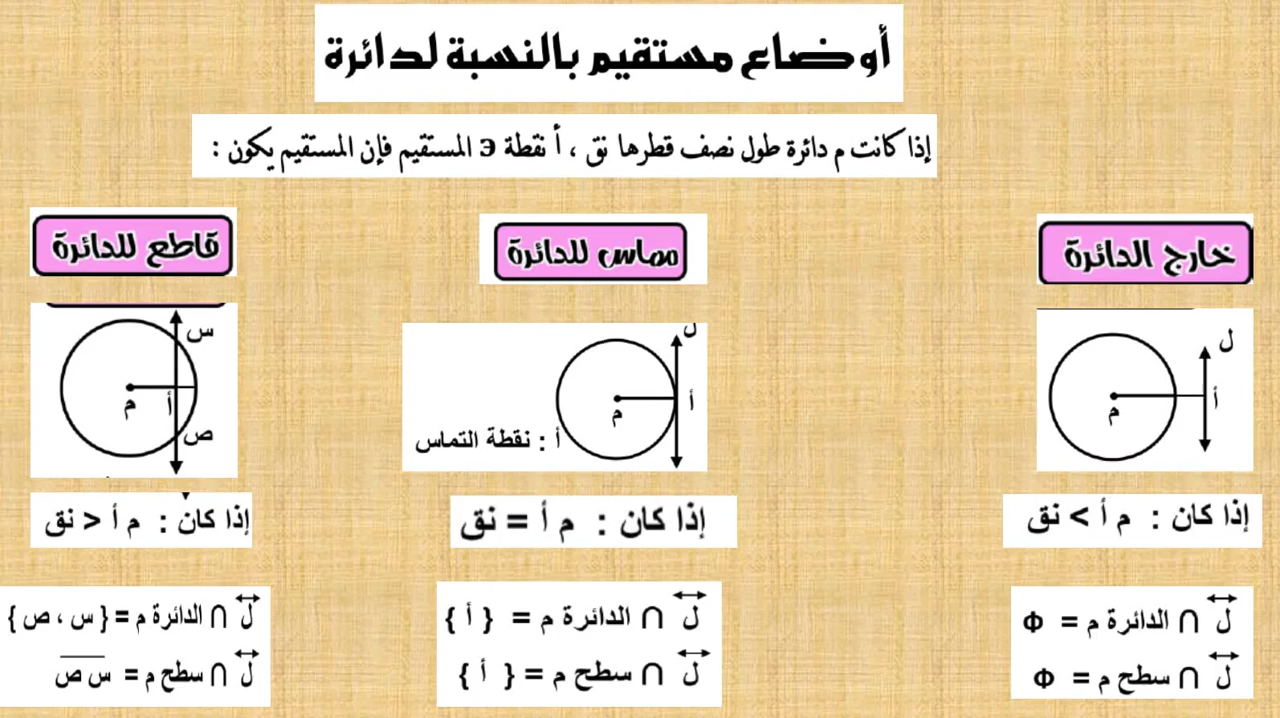 أوضاع مستقيم بالنسبة لدائرة
إذا كانت م دائرة طول نصف قطرها نق ، أ نقطة ∈ المستقيم فإن المستقيم يكون :
خارج الدائرة
ل
أ
م
إذا كان : م أ > نق
ل ∩ الدائرة م = Φ
ل ∩ سطح م = Φ
مماس للدائرة
ل
أ
م
أ : نقطة التماس
إذا كان : م أ = نق
ل ∩ الدائرة م = { أ }
ل ∩ سطح م = { أ }
قاطع للدائرة
س
أ
م
ص
إذا كان : م أ < نق
ل ∩ الدائرة م = { س ، ص }
ل ∩ سطح م = س ص